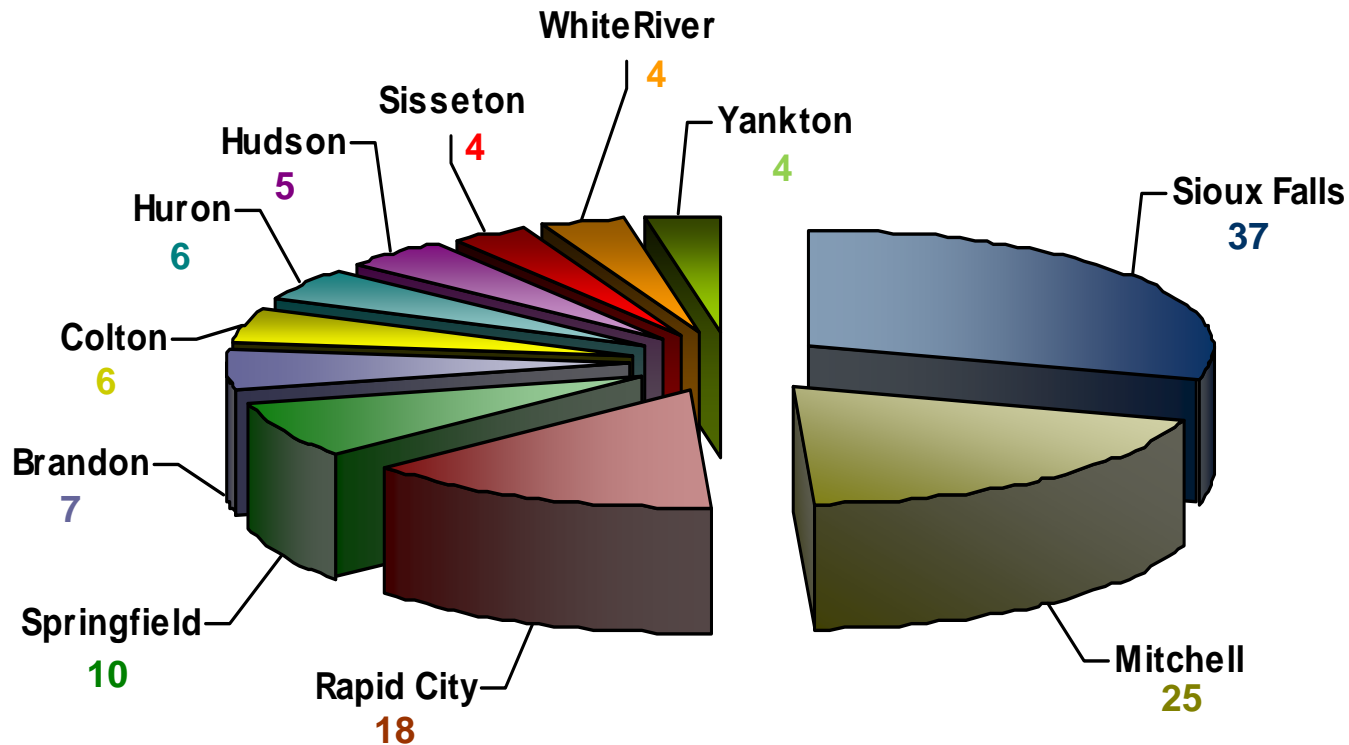 WhiteRiver
4
Sisseton
4
Yankton
4
Hudson
5
Sioux Falls
37
Huron
6
Colton
6
Brandon
7
Springfield
10
Rapid City
18
Mitchell
25